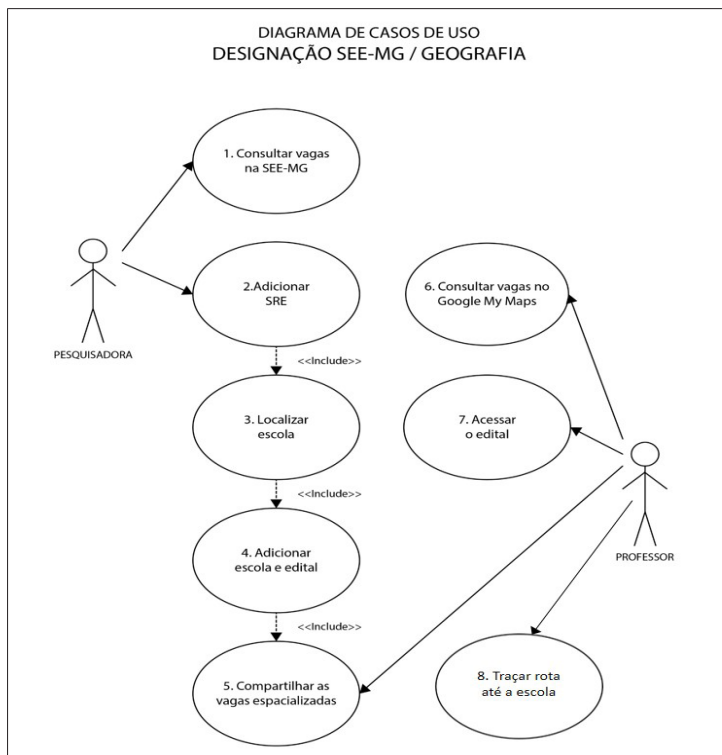 DIAGRAMA DE CASOS DE USO
DESIGNAÇÃO SEE-MG / GEOGRAFIA
1. Consultar vagas
na SEE-MG
PESQUISADORA
2.Adicionar
SRE
6. Consultar vagas no
Google My Maps
<<Include>>
3. Localizar
escola
7. Acessar
o edital
<<Include>>
4. Adicionar
escola e edital
PROFESSOR
<<Include>>
5. Compartilhar as
vagas espacializadas
8. Traçar rota
até a escola